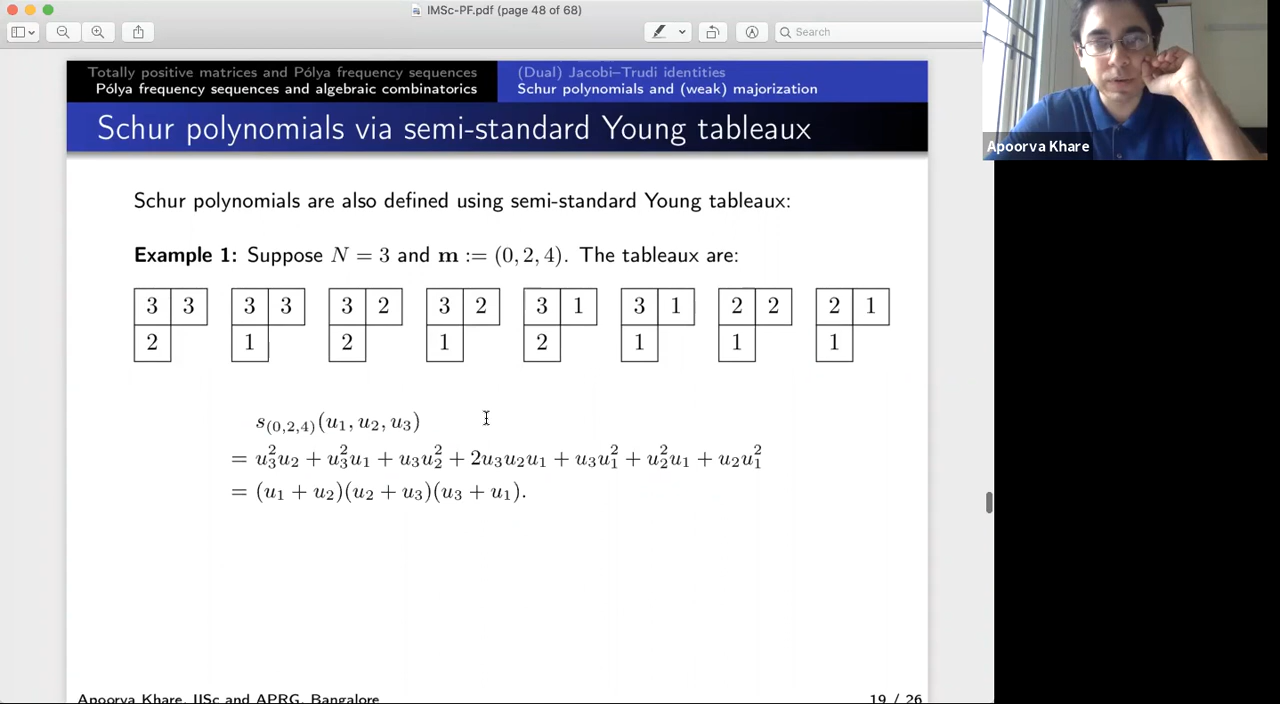 IMSc-PF.pdf (page 48 of 68)
Search
Totally positive matrices and Pólya frequency sequences
Pólya frequency sequences and algebraic combinatorics
(Dual) Jacobi–Trudi identities
Schur polynomials and (weak) majorization
Schur polynomials via semi-standard Young tableaux
Apoorva Khare
Schur polynomials are also defined using semi-standard Young tableaux:
Example 1: Suppose N = 3 and m := (0, 2, 4). The tableaux are:
3 3 3 3 3 2 3 2 3 1 3 1 2 2 2 1
2 1 2 1 2 1 1 1
s₍₀,₂,₄₎(u₁, u₂, u₃)
= u₃²u₂ + u₃²u₁ + u₃u₂² + 2u₃u₂u₁ + u₃u₁² + u₂²u₁ + u₂u₁²
= (u₁ + u₂)(u₂ + u₃)(u₃ + u₁).
Apoorva Khare, IISc and APRG, Bangalore
19 / 26